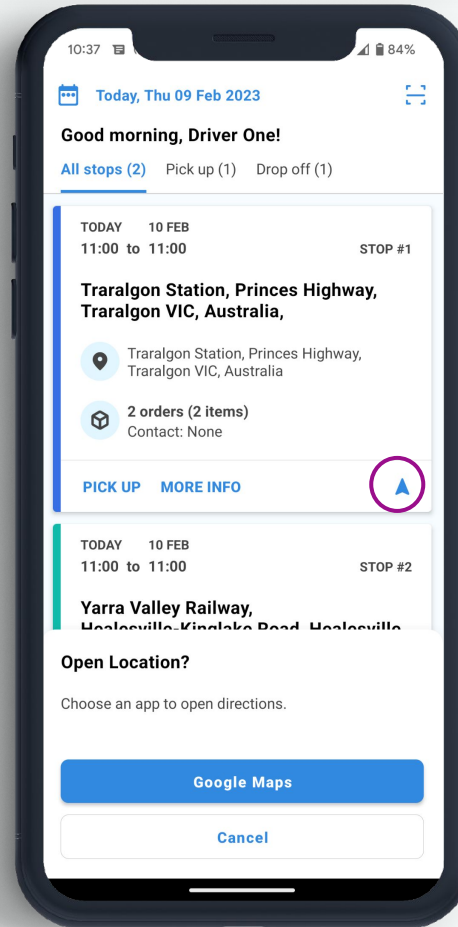 10:37
84%
Today, Thu 09 Feb 2023
Good morning, Driver One!
All stops (2) Pick up (1) Drop off (1)
TODAY 10 FEB
11:00 to 11:00 STOP #1
Traralgon Station, Princes Highway,
Traralgon VIC, Australia,
Traralgon Station, Princes Highway,
Traralgon VIC, Australia
2 orders (2 items)
Contact: None
PICK UP MORE INFO
TODAY 10 FEB
11:00 to 11:00 STOP #2
Yarra Valley Railway,
Healesville-Kinglake Road, Healesville
Open Location?
Choose an app to open directions.
Google Maps
Cancel